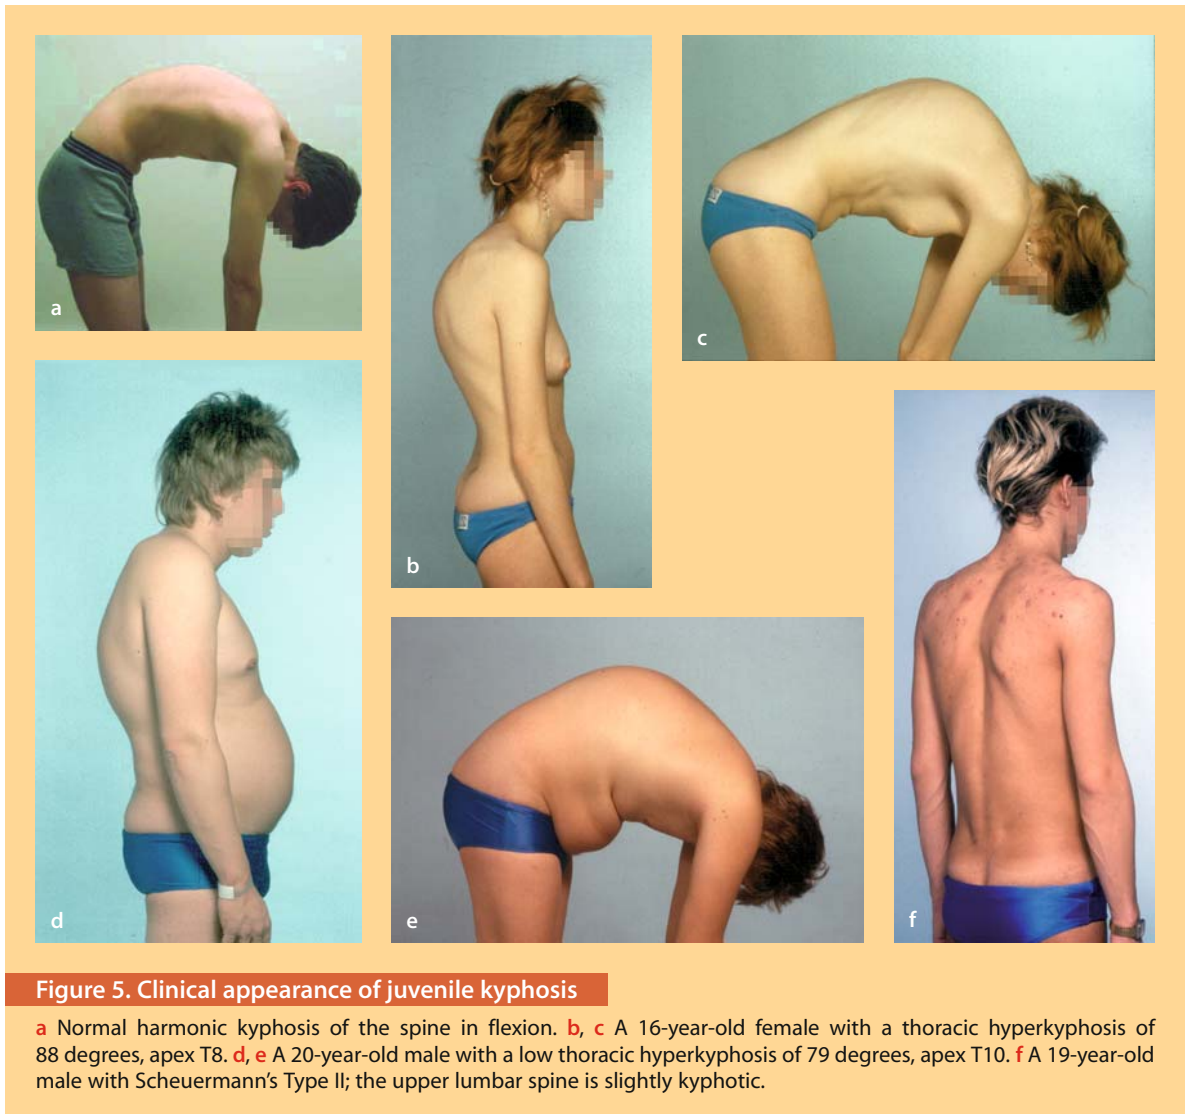 a
b
c
d
e
f
Figure 5. Clinical appearance of juvenile kyphosis
a Normal harmonic kyphosis of the spine in flexion. b, c A 16-year-old female with a thoracic hyperkyphosis of
88 degrees, apex T8. d, e A 20-year-old male with a low thoracic hyperkyphosis of 79 degrees, apex T10. f A 19-year-old
male with Scheuermann’s Type II; the upper lumbar spine is slightly kyphotic.